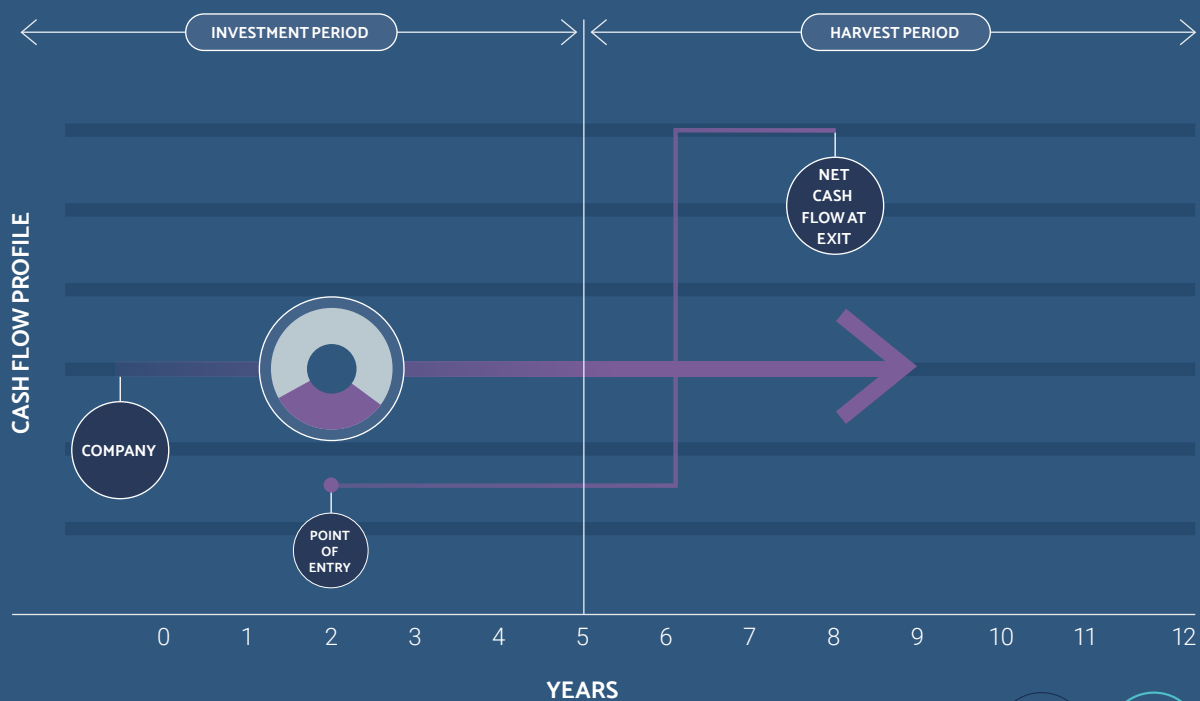 INVESTMENT PERIOD
HARVEST PERIOD
CASH FLOW PROFILE
NET
CASH
FLOW AT
EXIT
COMPANY
POINT
OF
ENTRY
0 1 2 3 4 5 6 7 8 9 10 11 12
YEARS